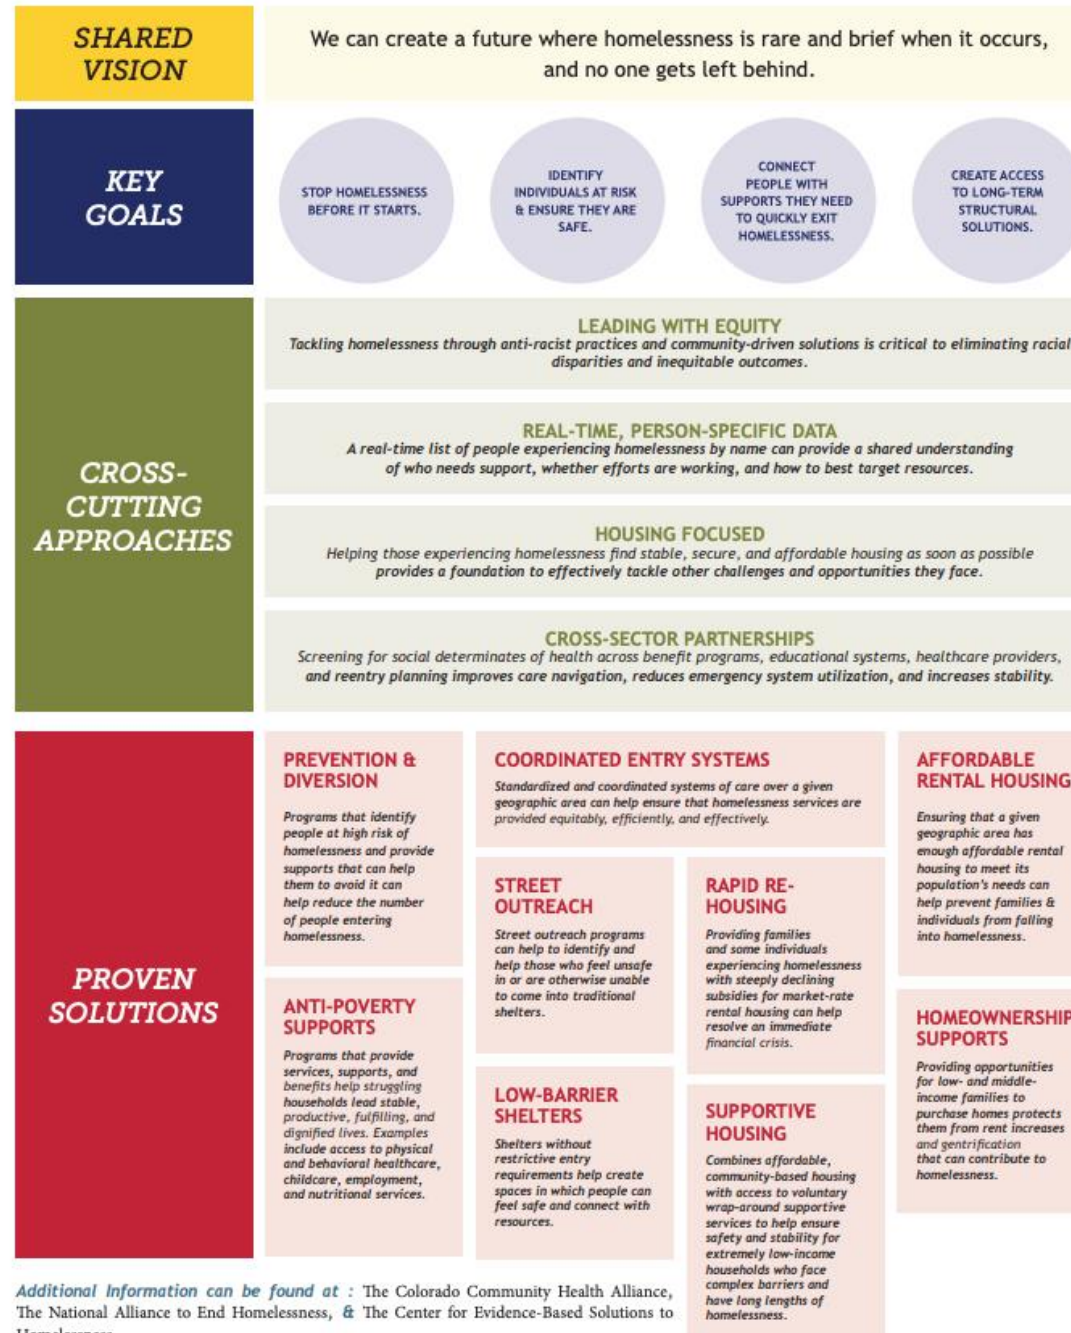 SHARED
VISION
We can create a future where homelessness is rare and brief when it occurs,
and no one gets left behind.
KEY
GOALS
STOP HOMELESSNESS
BEFORE IT STARTS.
IDENTIFY
INDIVIDUALS AT RISK
& ENSURE THEY ARE
SAFE.
CONNECT
PEOPLE WITH
SUPPORTS THEY NEED
TO QUICKLY EXIT
HOMELESSNESS.
CREATE ACCESS
TO LONG-TERM
STRUCTURAL
SOLUTIONS.
CROSS-
CUTTING
APPROACHES
LEADING WITH EQUITY
Tackling homelessness through anti-racist practices and community-driven solutions is critical to eliminating racial
disparities and inequitable outcomes.
REAL-TIME, PERSON-SPECIFIC DATA
A real-time list of people experiencing homelessness by name can provide a shared understanding
of who needs support, whether efforts are working, and how to best target resources.
HOUSING FOCUSED
Helping those experiencing homelessness find stable, secure, and affordable housing as soon as possible
provides a foundation to effectively tackle other challenges and opportunities they face.
CROSS-SECTOR PARTNERSHIPS
Screening for social determinates of health across benefit programs, educational systems, healthcare providers,
and reentry planning improves care navigation, reduces emergency system utilization, and increases stability.
PROVEN
SOLUTIONS
PREVENTION &
DIVERSION
Programs that identify
people at high risk of
homelessness and provide
supports that can help
them to avoid it can
help reduce the number
of people entering
homelessness.
ANTI-POVERTY
SUPPORTS
Programs that provide
services, supports, and
benefits help struggling
households lead stable,
productive, fulfilling, and
dignified lives. Examples
include access to physical
and behavioral healthcare,
childcare, employment,
and nutritional services.
COORDINATED ENTRY SYSTEMS
Standardized and coordinated systems of care over a given
geographic area can help ensure that homelessness services are
provided equitably, efficiently, and effectively.
STREET
OUTREACH
Street outreach programs
can help to identify and
help those who feel unsafe
in or are otherwise unable
to come into traditional
shelters.
LOW-BARRIER
SHELTERS
Shelters without
restrictive entry
requirements help create
spaces in which people can
feel safe and connect with
resources.
RAPID RE-
HOUSING
Providing families
and some individuals
experiencing homelessness
with steeply declining
subsidies for market-rate
rental housing can help
resolve an immediate
financial crisis.
SUPPORTIVE
HOUSING
Combines affordable,
community-based housing
with access to voluntary
wrap-around supportive
services to help ensure
safety and stability for
extremely low-income
households who face
complex barriers and
have long lengths of
homelessness.
AFFORDABLE
RENTAL HOUSING
Ensuring that a given
geographic area has
enough affordable rental
housing to meet its
population's needs can
help prevent families &
individuals from falling
into homelessness.
HOMEOWNERSHIP
SUPPORTS
Providing opportunities
for low- and middle-
income families to
purchase homes protects
them from rent increases
and gentrification
that can contribute to
homelessness.
Additional Information can be found at : The Colorado Community Health Alliance,
The National Alliance to End Homelessness, & The Center for Evidence-Based Solutions to